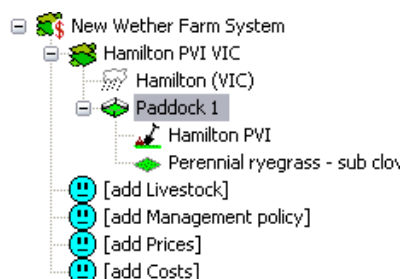 New Wether Farm System
Hamilton PVI VIC
Hamilton (VIC)
Paddock 1
Hamilton PVI
Perennial ryegrass - sub clov
[add Livestock]
[add Management policy]
[add Prices]
[add Costs]